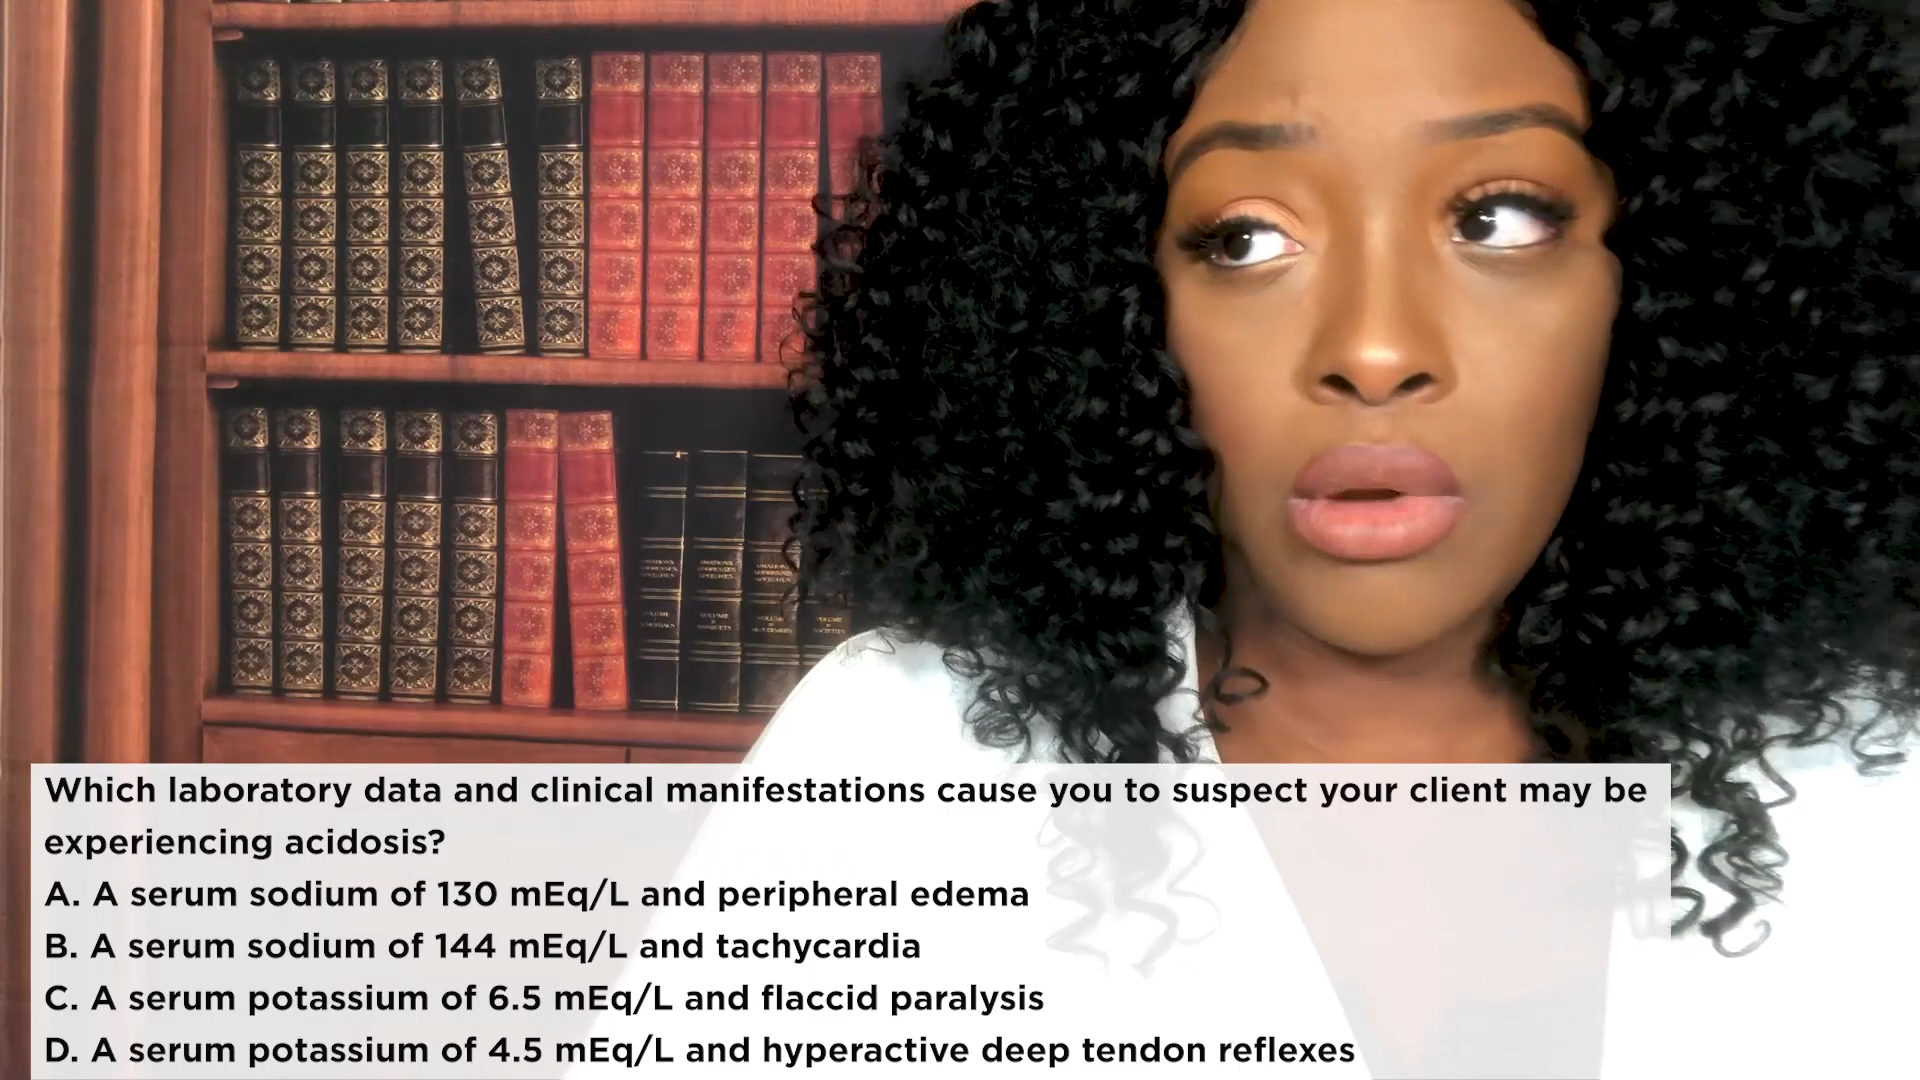 Which laboratory data and clinical manifestations cause you to suspect your client may be
experiencing acidosis?
A. A serum sodium of 130 mEq/L and peripheral edema
B. A serum sodium of 144 mEq/L and tachycardia
C. A serum potassium of 6.5 mEq/L and flaccid paralysis
D. A serum potassium of 4.5 mEq/L and hyperactive deep tendon reflexes